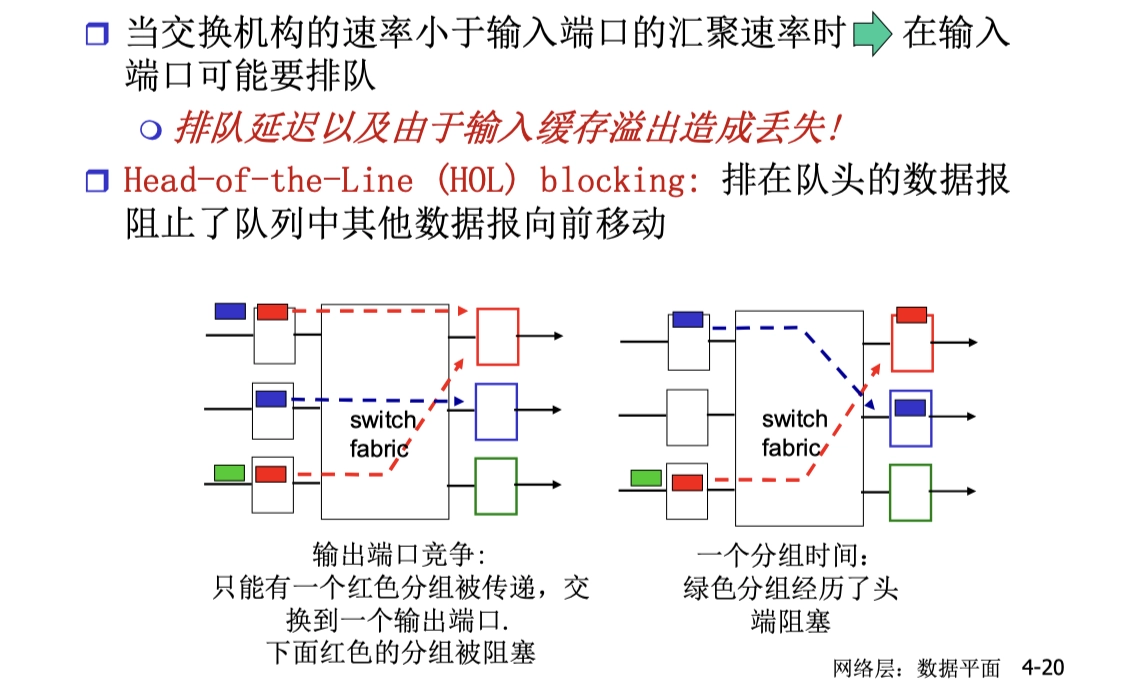 当交换机构的速率小于输入端口的汇聚速率时 在输入
端口可能要排队
排队延迟以及由于输入缓存溢出造成丢失!
Head-of-the-Line (HOL) blocking: 排在队头的数据报
阻止了队列中其他数据报向前移动
switch
fabric
switch
fabric
输出端口竞争:
只能有一个红色分组被传递，交
换到一个输出端口.
下面红色的分组被阻塞
一个分组时间:
绿色分组经历了头
端阻塞
网络层: 数据平面 4-20